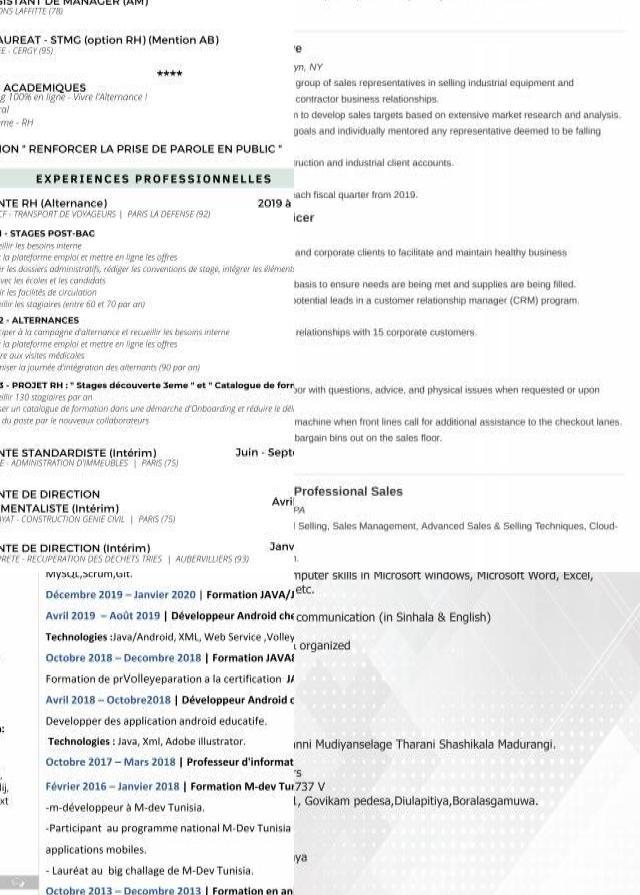 SISTANT DE MANAGER (AM)
ONS LAFFITTE (78)
AUREAT - STMG (option RH) (Mention AB)
E - CERGY (95)
****
ACADEMIQUES
g 100% en ligne - Vivre l'Alternance !
ral
me - RH
ION " RENFORCER LA PRISE DE PAROLE EN PUBLIC "
EXPERIENCES PROFESSIONNELLES
NTE RH (Alternance) 2019 à
CF - TRANSPORT DE VOYAGEURS | PARIS LA DEFENSE (92)
1 - STAGES POST-BAC
eillir les besoins interne
la plateforme emploi et mettre en ligne les offres
er les dossiers administratifs, rédiger les conventions de stage, intégrer les élément
vec les écoles et les candidats
ir les facilités de circulation
eillir les stagiaires (entre 60 et 70 par an)
2 - ALTERNANCES
ciper à la campagne d'alternance et recueillir les besoins interne
la plateforme emploi et mettre en ligne les offres
re aux visites médicales
niser la journée d'intégration des alternants (90 par an)
3 - PROJET RH : " Stages découverte 3eme " et " Catalogue de for
eillir 130 stagiaires par an
ser un catalogue de formation dans une démarche d'Onboarding et réduire le dél
du poste par le nouveaux collaborateurs
NTE STANDARDISTE (Intérim) Juin - Sept
E - ADMINISTRATION D'IMMEUBLES | PARIS (75)
NTE DE DIRECTION
MENTALISTE (Intérim) Avri
YAT - CONSTRUCTION GENIE CIVIL | PARIS (75)
NTE DE DIRECTION (Intérim) Janv
PRETE - RECUPERATION DES DECHETS TRIES | AUBERVILLIERS (93)
e
yn, NY
group of sales representatives in selling industrial equipment and
contractor business relationships.
n to develop sales targets based on extensive market research and analysis.
goals and individually mentored any representative deemed to be falling
ruction and industrial client accounts.
ach fiscal quarter from 2019.
icer
and corporate clients to facilitate and maintain healthy business
basis to ensure needs are being met and supplies are being filled.
otential leads in a customer relationship manager (CRM) program.
relationships with 15 corporate customers.
or with questions, advice, and physical issues when requested or upon
machine when front lines call for additional assistance to the checkout lanes.
bargain bins out on the sales floor.
Professional Sales
PA
l Selling, Sales Management, Advanced Sales & Selling Techniques, Cloud-
MySQL,Scrum,Git.
Décembre 2019 – Janvier 2020 | Formation JAVA/J
Avril 2019 – Août 2019 | Développeur Android che
Technologies :Java/Android, XML, Web Service ,Volley
Octobre 2018 – Decombre 2018 | Formation JAVAE
Formation de prVolleyeparation a la certification JA
Avril 2018 – Octobre2018 | Développeur Android c
Developper des application android educatife.
Technologies : Java, Xml, Adobe illustrator.
Octobre 2017 – Mars 2018 | Professeur d'informat
Février 2016 – Janvier 2018 | Formation M-dev Tu
-m-développeur à M-dev Tunisia.
-Participant au programme national M-Dev Tunisia
applications mobiles.
- Lauréat au big challage de M-Dev Tunisia.
Octobre 2013 – Decombre 2013 | Formation en an
mputer skills in Microsoft windows, Microsoft Word, Excel,
etc.
communication (in Sinhala & English)
organized
nni Mudiyanselage Tharani Shashikala Madurangi.
's
737 V
l, Govikam pedesa,Diulapitiya,Boralasgamuwa.
ya